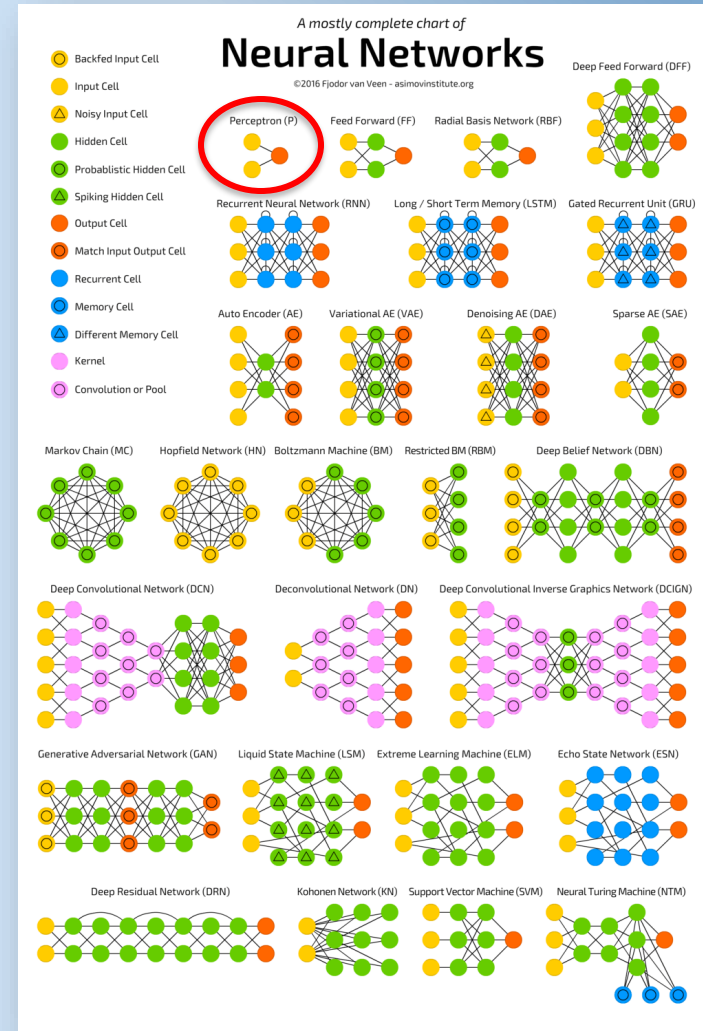 A mostly complete chart of
Neural Networks
©2016 Fjodor van Veen - asimovinstitute.org
Backfed Input Cell
Input Cell
Noisy Input Cell
Hidden Cell
Probablistic Hidden Cell
Spiking Hidden Cell
Output Cell
Match Input Output Cell
Recurrent Cell
Memory Cell
Different Memory Cell
Kernel
Convolution or Pool
Deep Feed Forward (DFF)
Perceptron (P)
Feed Forward (FF)
Radial Basis Network (RBF)
Recurrent Neural Network (RNN)
Long / Short Term Memory (LSTM)
Gated Recurrent Unit (GRU)
Auto Encoder (AE)
Variational AE (VAE)
Denoising AE (DAE)
Sparse AE (SAE)
Markov Chain (MC)
Hopfield Network (HN)
Boltzmann Machine (BM)
Restricted BM (RBM)
Deep Belief Network (DBN)
Deep Convolutional Network (DCN)
Deconvolutional Network (DN)
Deep Convolutional Inverse Graphics Network (DCIGN)
Generative Adversarial Network (GAN)
Liquid State Machine (LSM)
Extreme Learning Machine (ELM)
Echo State Network (ESN)
Deep Residual Network (DRN)
Kohonen Network (KN)
Support Vector Machine (SVM)
Neural Turing Machine (NTM)